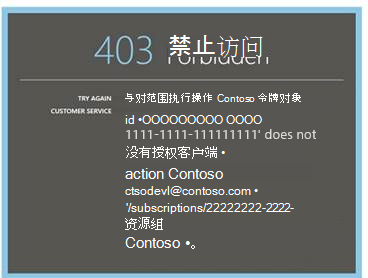 403 禁止访问
TRY AGAIN
CUSTOMER SERVICE
与对范围执行操作 Contoso 令牌对象
id •OOOOOOOOO OOOO
1111-1111-111111111' does not
没有授权客户端 •
action Contoso
ctsodevl@contoso.com •
'/subscriptions/22222222-2222-
资源组
Contoso •。